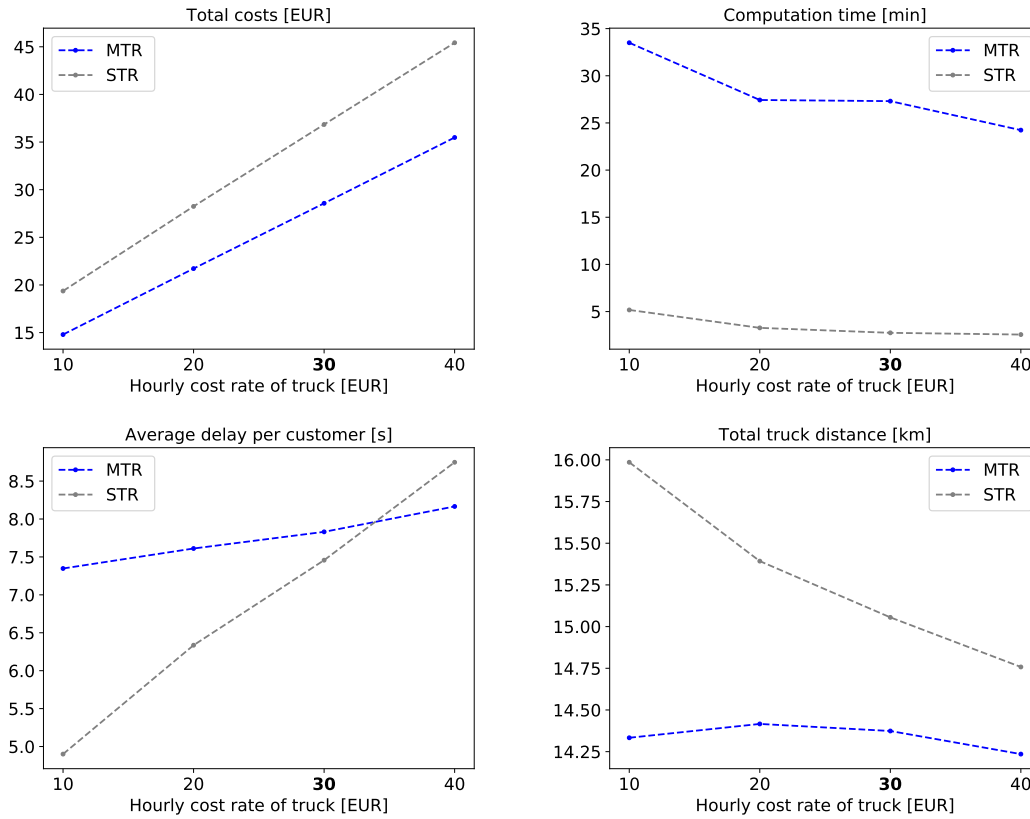 Total costs [EUR]
MTR
STR
45
40
35
30
25
20
15
10 20 30 40
Hourly cost rate of truck [EUR]
Computation time [min]
MTR
STR
35
30
25
20
15
10
5
10 20 30 40
Hourly cost rate of truck [EUR]
Average delay per customer [s]
MTR
STR
8.5
8.0
7.5
7.0
6.5
6.0
5.5
5.0
10 20 30 40
Hourly cost rate of truck [EUR]
Total truck distance [km]
MTR
STR
16.00
15.75
15.50
15.25
15.00
14.75
14.50
14.25
10 20 30 40
Hourly cost rate of truck [EUR]